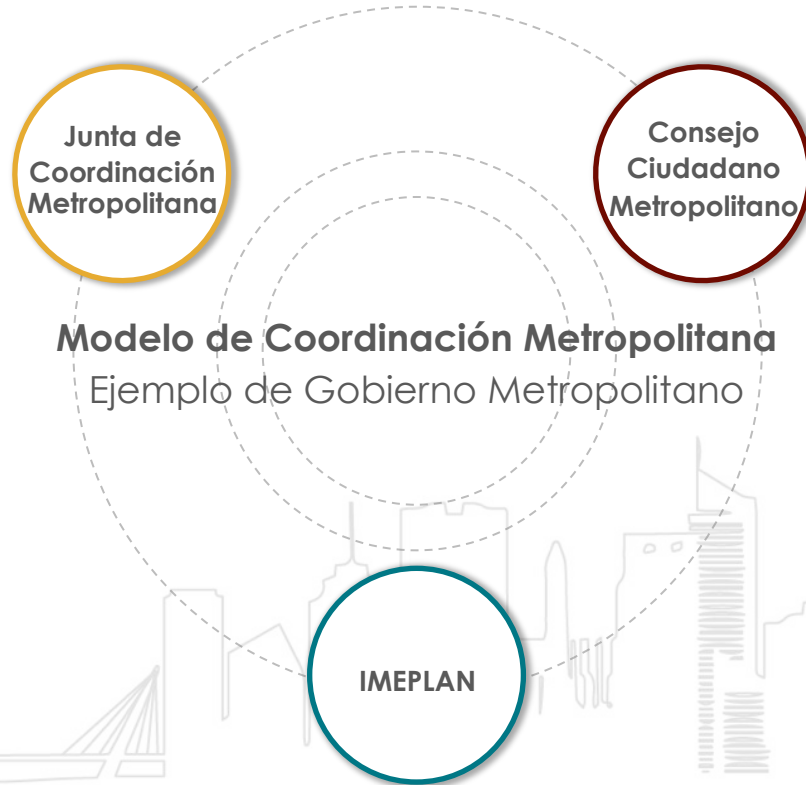 Junta de
Coordinación
Metropolitana
Consejo
Ciudadano
Metropolitano
Modelo de Coordinación Metropolitana
Ejemplo de Gobierno Metropolitano
IMEPLAN